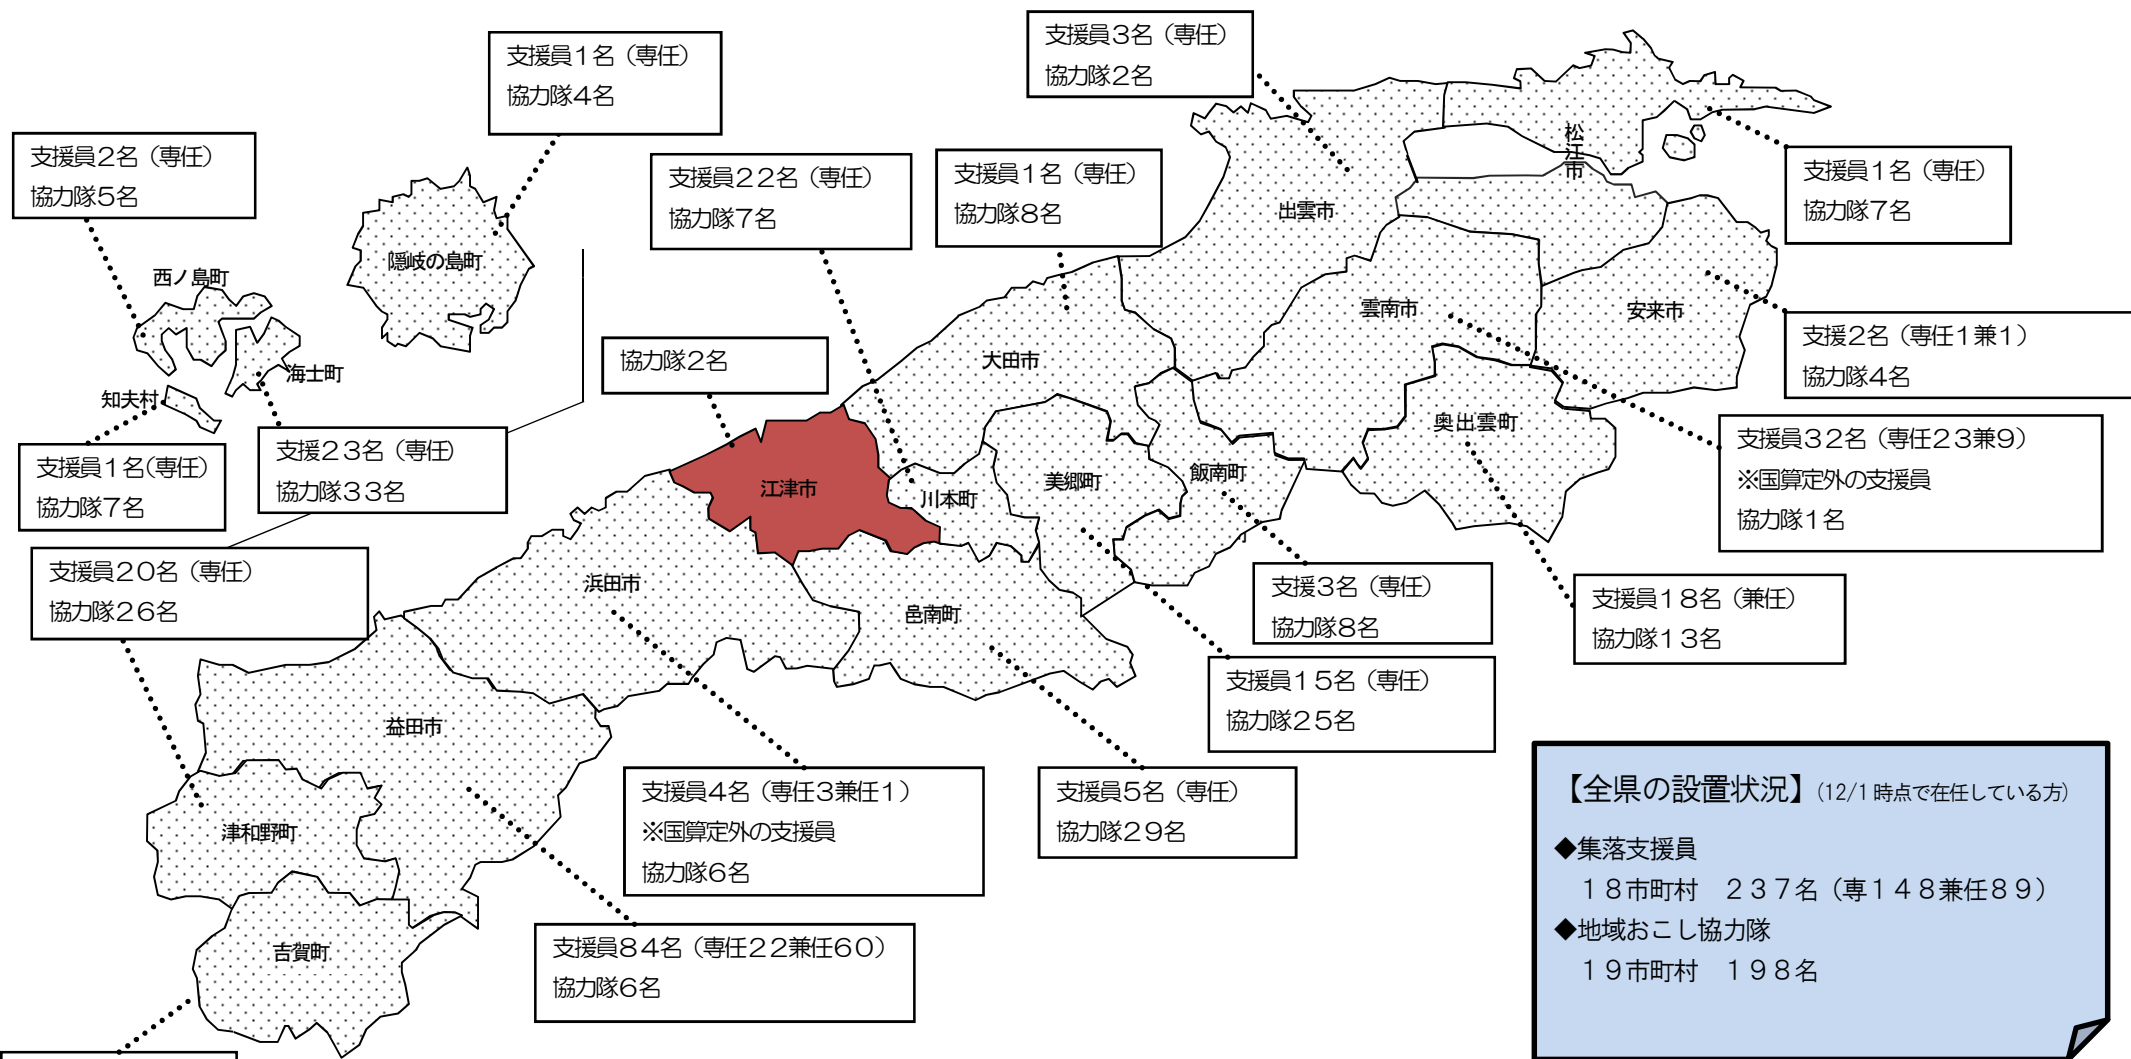 支援員1名（専任）
協力隊4名
支援員3名（専任）
協力隊2名
支援員2名（専任）
協力隊5名
支援員22名（専任）
協力隊7名
支援員1名（専任）
協力隊8名
支援員1名（専任）
協力隊7名
松江市
出雲市
隠岐の島町
西ノ島町
海士町
知夫村
雲南市
安来市
大田市
協力隊2名
支援2名（専任1兼1）
協力隊4名
支援員1名(専任)
協力隊7名
支援23名（専任）
協力隊33名
奥出雲町
支援員32名（専任23兼9）
※国算定外の支援員
協力隊1名
江津市
川本町
美郷町
飯南町
支援員20名（専任）
協力隊26名
浜田市
邑南町
支援3名（専任）
協力隊8名
支援員18名（兼任）
協力隊13名
支援員15名（専任）
協力隊25名
益田市
津和野町
吉賀町
支援員4名（専任3兼任1）
※国算定外の支援員
協力隊6名
支援員5名（専任）
協力隊29名
支援員84名（専任22兼任60）
協力隊6名
【全県の設置状況】（12/1時点で在任している方）
◆集落支援員
18市町村　237名（専148兼任89）
◆地域おこし協力隊
19市町村　198名